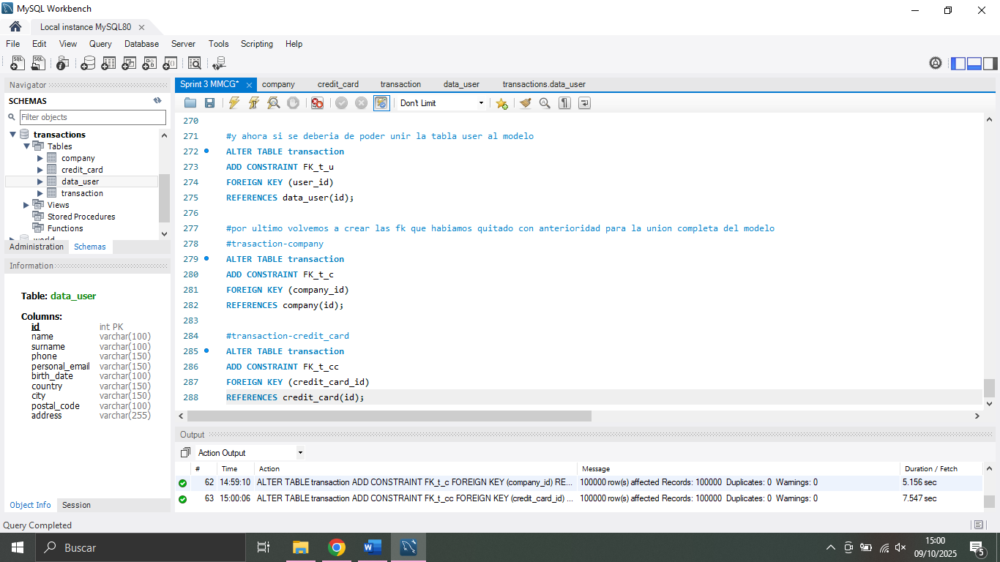 MySQL Workbench
Local instance MySQL80
File Edit View Query Database Server Tools Scripting Help
Navigator
SCHEMAS
Filter objects
transactions
Tables
company
credit_card
data_user
transaction
Views
Stored Procedures
Functions
Administration Schemas
Information
Table: data_user
Columns:
id int PK
name varchar(100)
surname varchar(100)
phone varchar(150)
personal_email varchar(150)
birth_date varchar(100)
country varchar(150)
city varchar(150)
postal_code varchar(100)
address varchar(255)
Object Info Session
Sprint 3 MMCG* company credit_card transaction data_user transactions.data_user
Don't Limit
270
271 #y ahora si se deberia de poder unir la tabla user al modelo
272 ALTER TABLE transaction
273 ADD CONSTRAINT FK_t_u
274 FOREIGN KEY (user_id)
275 REFERENCES data_user(id);
276
277 #por ultimo volvemos a crear las fk que habiamos quitado con anterioridad para la union completa del modelo
278 #trasaction-company
279 ALTER TABLE transaction
280 ADD CONSTRAINT FK_t_c
281 FOREIGN KEY (company_id)
282 REFERENCES company(id);
283
284 #transaction-credit_card
285 ALTER TABLE transaction
286 ADD CONSTRAINT FK_t_cc
287 FOREIGN KEY (credit_card_id)
288 REFERENCES credit_card(id);
Output
Action Output
# Time Action Message Duration / Fetch
62 14:59:10 ALTER TABLE transaction ADD CONSTRAINT FK_t_c FOREIGN KEY (company_id) RE... 100000 row(s) affected Records: 100000 Duplicates: 0 Warnings: 0 5.156 sec
63 15:00:06 ALTER TABLE transaction ADD CONSTRAINT FK_t_cc FOREIGN KEY (credit_card_id) ... 100000 row(s) affected Records: 100000 Duplicates: 0 Warnings: 0 7.547 sec
Query Completed
Buscar
15:00
09/10/2025
5